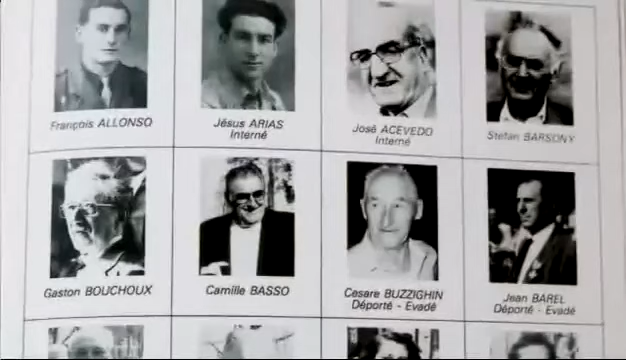 François ALLONSO
Jésus ARIAS
Interné
José ACEVEDO
Interné
Stefan BARSONY
Gaston BOUCHOUX
Camille BASSO
Cesare BUZZIGHIN
Déporté - Evadé
Jean BAREL
Déporté - Evadé